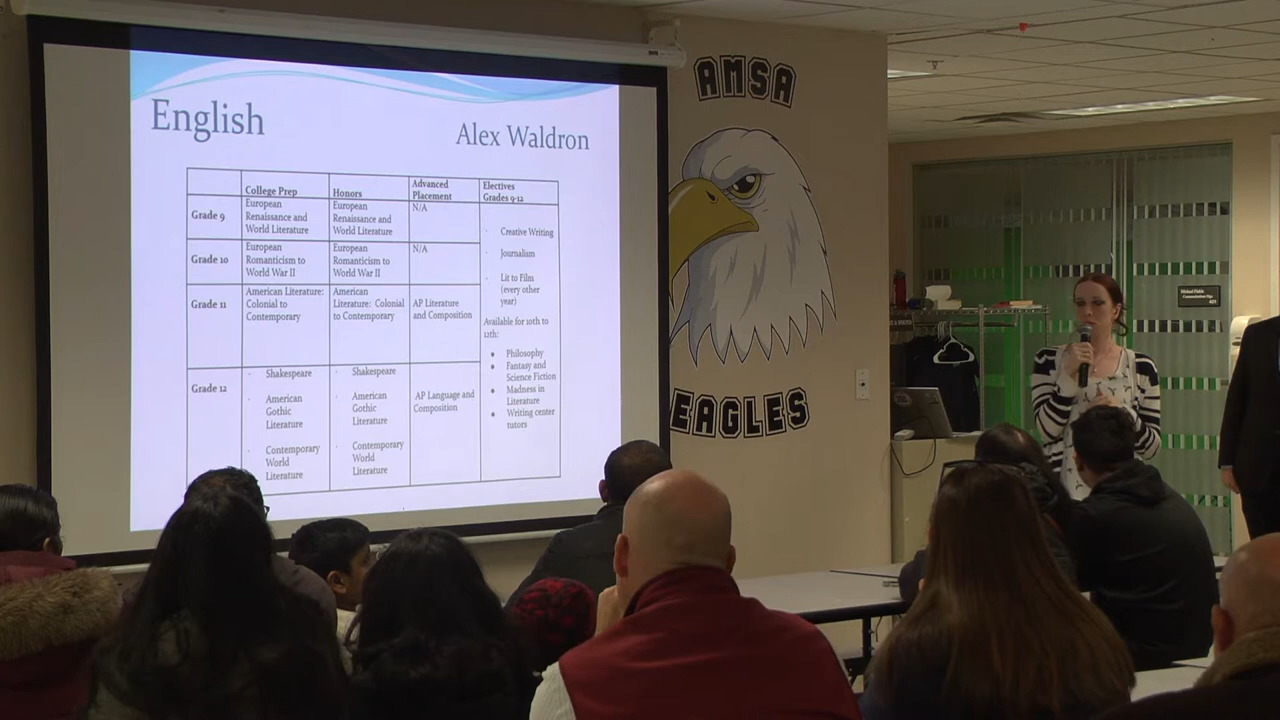 English
Alex Waldron
College Prep
Honors
Advanced
Placement
Electives
Grades 9-12
Grade 9
European
Renaissance and
World Literature
European
Renaissance and
World Literature
N/A
Grade 10
European
Romanticism to
World War II
European
Romanticism to
World War II
N/A
Grade 11
American Literature:
Colonial to
Contemporary
American
Literature: Colonial
to Contemporary
AP Literature
and Composition
Grade 12
· Shakespeare
· American
Gothic
Literature
· Contemporary
World
Literature
· Shakespeare
· American
Gothic
Literature
· Contemporary
World
Literature
AP Language and
Composition
· Creative Writing
· Journalism
· Lit to Film
(every other
year)
Available for 10th to
12th:
• Philosophy
• Fantasy and
Science Fiction
• Madness in
Literature
• Writing center
tutors
AMSA
EAGLES